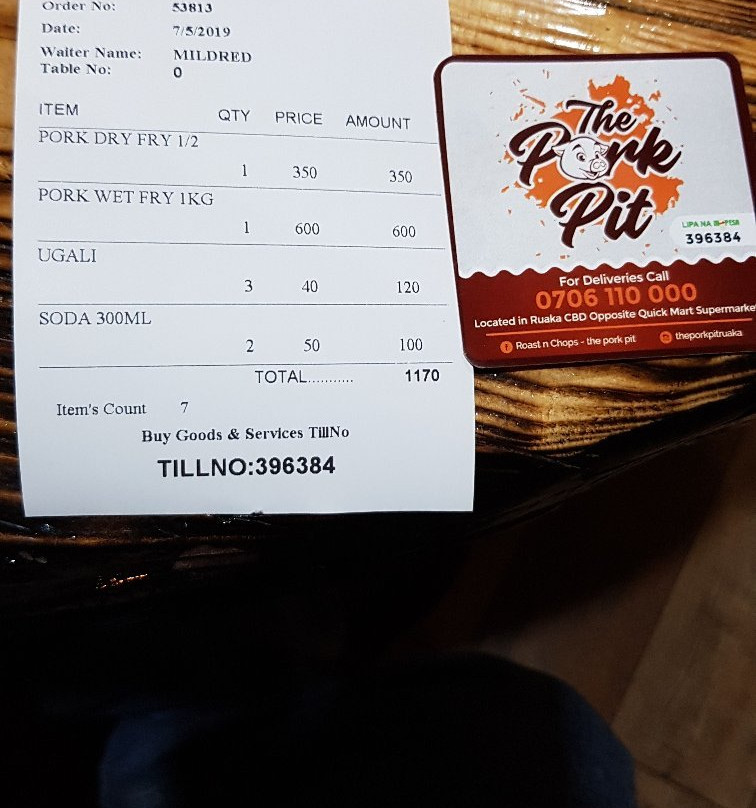 Order No: 53813
Date: 7/5/2019
Waiter Name: MILDRED
Table No: 0
ITEM QTY PRICE AMOUNT
PORK DRY FRY 1/2
1 350 350
PORK WET FRY 1KG
1 600 600
UGALI
3 40 120
SODA 300ML
2 50 100
TOTAL........... 1170
Item's Count 7
Buy Goods & Services TillNo
TILLNO:396384
The
Pork
Pit
LIPA NA M-PESA
396384
For Deliveries Call
0706 110 000
Located in Ruaka CBD Opposite Quick Mart Supermarket
Roast n Chops - the pork pit theporkpitruaka